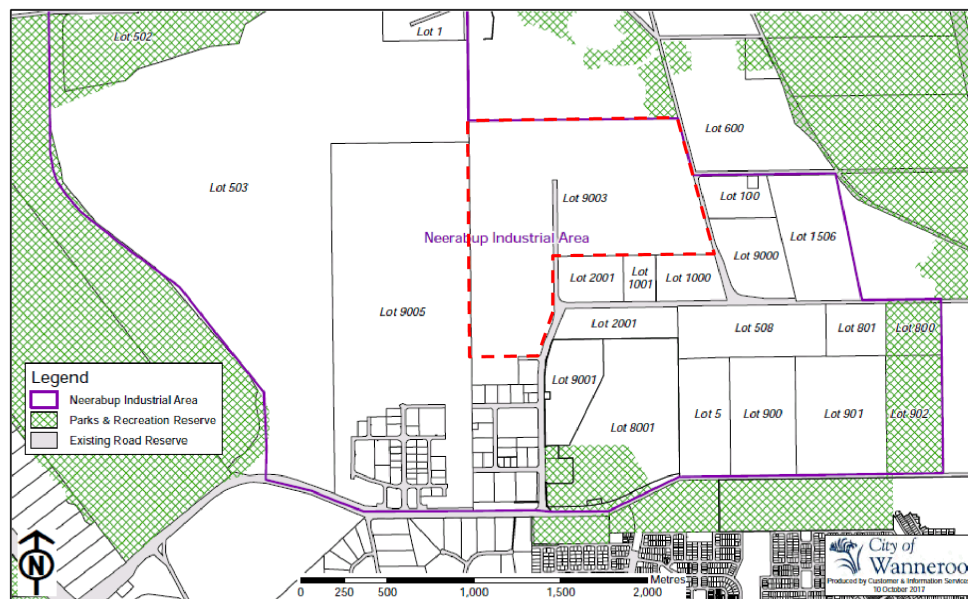 Lot 502
Lot 1
Lot 600
Lot 503
Lot 9003
Lot 100
Neerabup Industrial Area
Lot 1506
Lot 9000
Lot 2001
Lot
1001
Lot 1000
Lot 9005
Lot 2001
Lot 508
Lot 801
Lot 800
Lot 9001
Lot 8001
Lot 5
Lot 900
Lot 901
Lot 902
Legend
Neerabup Industrial Area
Parks & Recreation Reserve
Existing Road Reserve
N
0 250 500 1,000 1,500 2,000
Metres
City of
Wanneroo
Produced by Customer & Information Services
10 October 2017